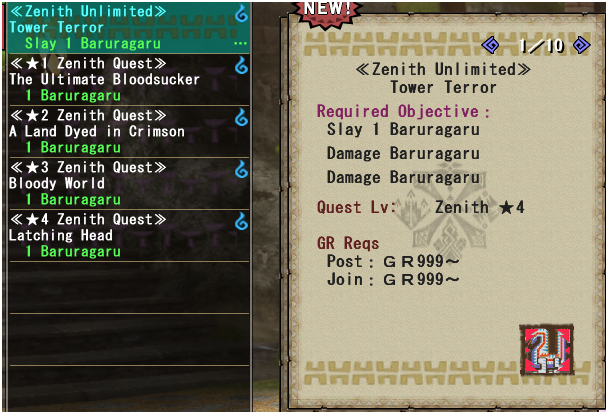 ≪Zenith Unlimited≫
Tower Terror
Slay 1 Baruragaru
...
≪★1 Zenith Quest≫
The Ultimate Bloodsucker
1 Baruragaru
≪★2 Zenith Quest≫
A Land Dyed in Crimson
1 Baruragaru
≪★3 Zenith Quest≫
Bloody World
1 Baruragaru
≪★4 Zenith Quest≫
Latching Head
1 Baruragaru
NEW!
1/10
≪Zenith Unlimited≫
Tower Terror
Required Objective:
Slay 1 Baruragaru
Damage Baruragaru
Damage Baruragaru
Quest Lv: Zenith ★4
GR Reqs
Post: GR999~
Join: GR999~